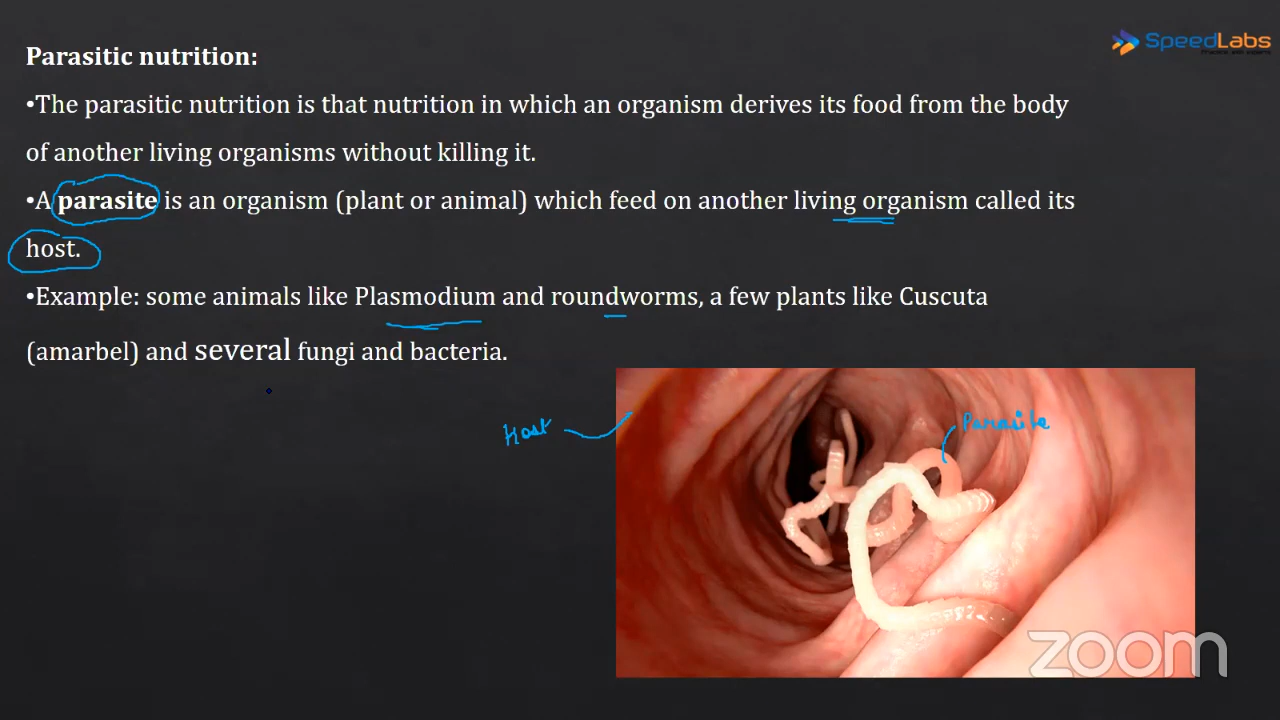 Parasitic nutrition:
SpeedLabs
•The parasitic nutrition is that nutrition in which an organism derives its food from the body
of another living organisms without killing it.
•A parasite is an organism (plant or animal) which feed on another living organism called its
host.
•Example: some animals like Plasmodium and roundworms, a few plants like Cuscuta
(amarbel) and several fungi and bacteria.
Host
Parasite
zoom